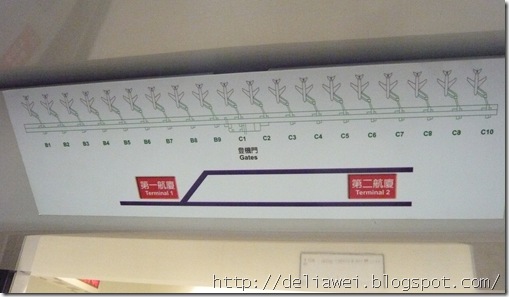 B1 B2 B3 B4 B5 B6 B7 B8 B9 C1 C2 C3 C4 C5 C6 C7 C8 C9 C10
登機門
Gates
第一航廈
Terminal 1
第二航廈
Terminal 2
http://deliawei.blogspot.com/